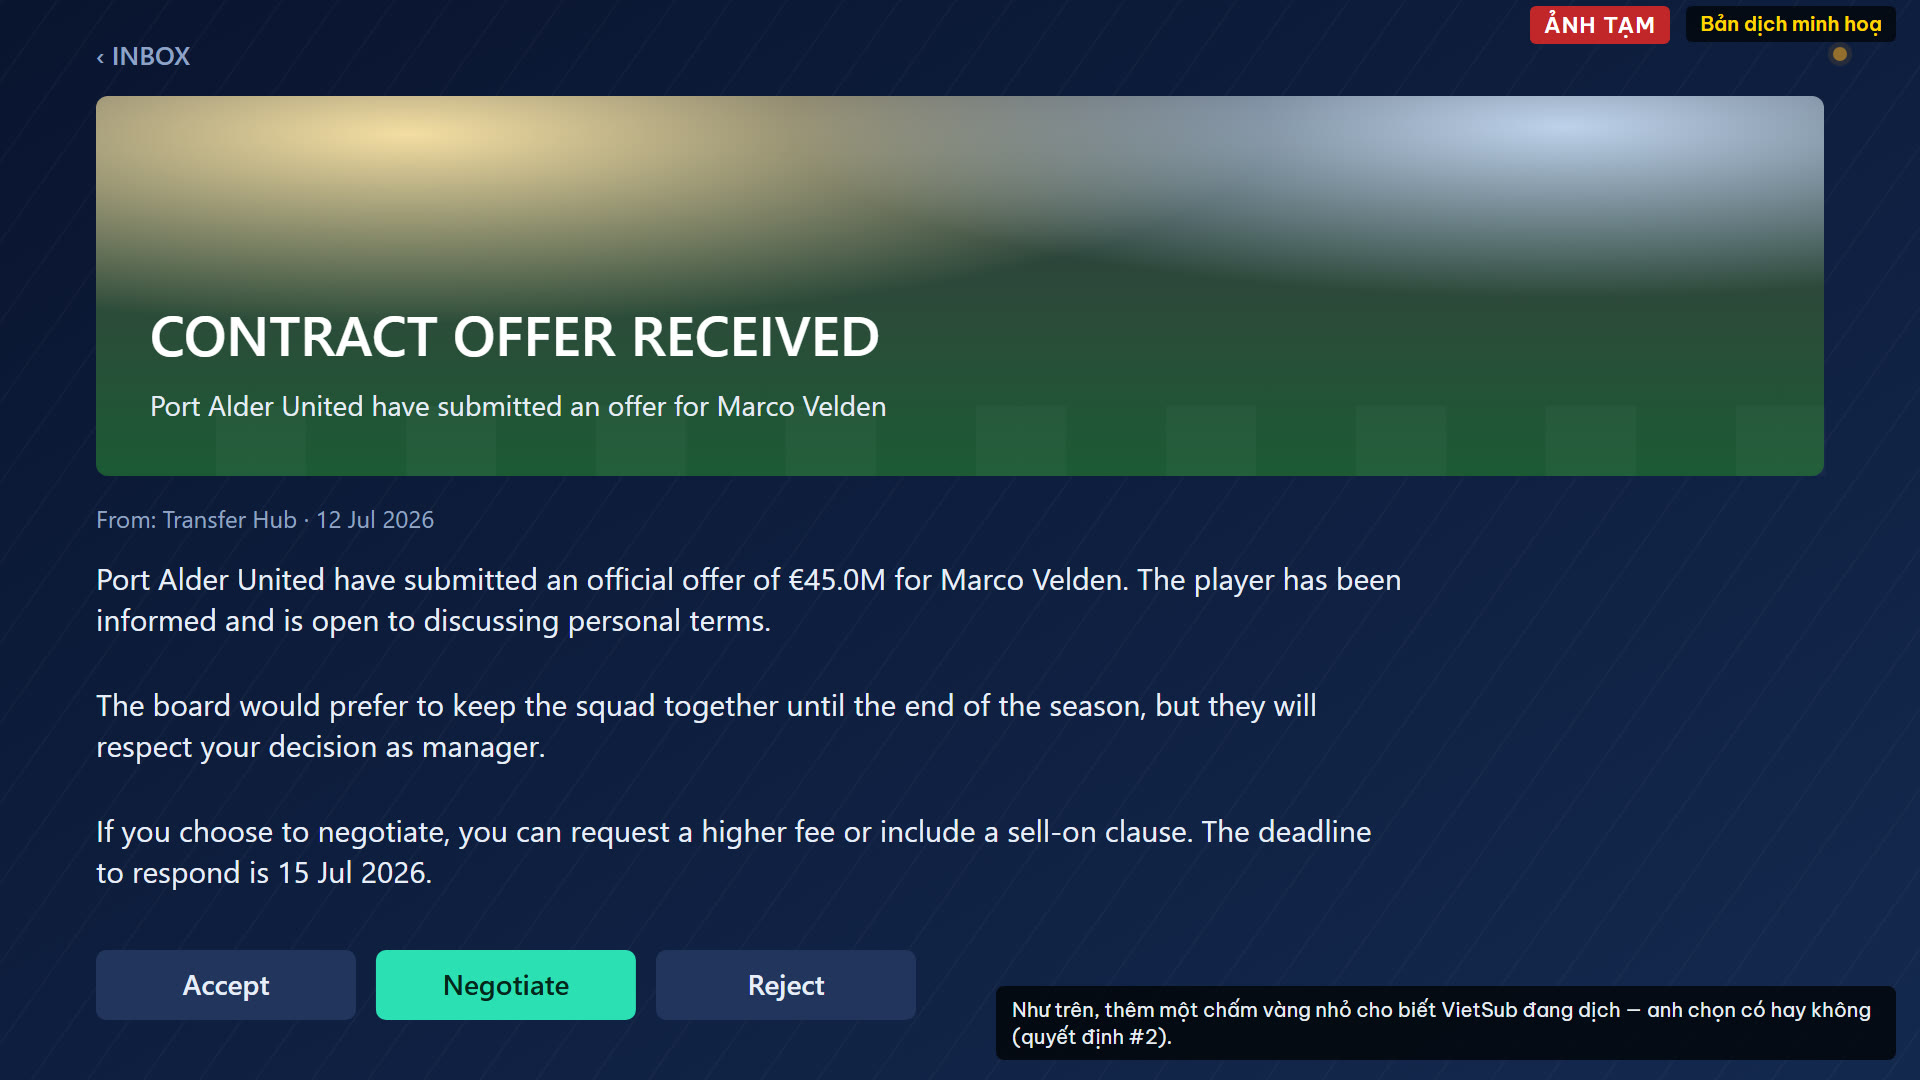 ẢNH TẠM
Bản dịch minh hoạ
‹ INBOX
CONTRACT OFFER RECEIVED
Port Alder United have submitted an offer for Marco Velden
From: Transfer Hub · 12 Jul 2026
Port Alder United have submitted an official offer of €45.0M for Marco Velden. The player has been
informed and is open to discussing personal terms.
The board would prefer to keep the squad together until the end of the season, but they will
respect your decision as manager.
If you choose to negotiate, you can request a higher fee or include a sell-on clause. The deadline
to respond is 15 Jul 2026.
Accept
Negotiate
Reject
Như trên, thêm một chấm vàng nhỏ cho biết VietSub đang dịch — anh chọn có hay không
(quyết định #2).